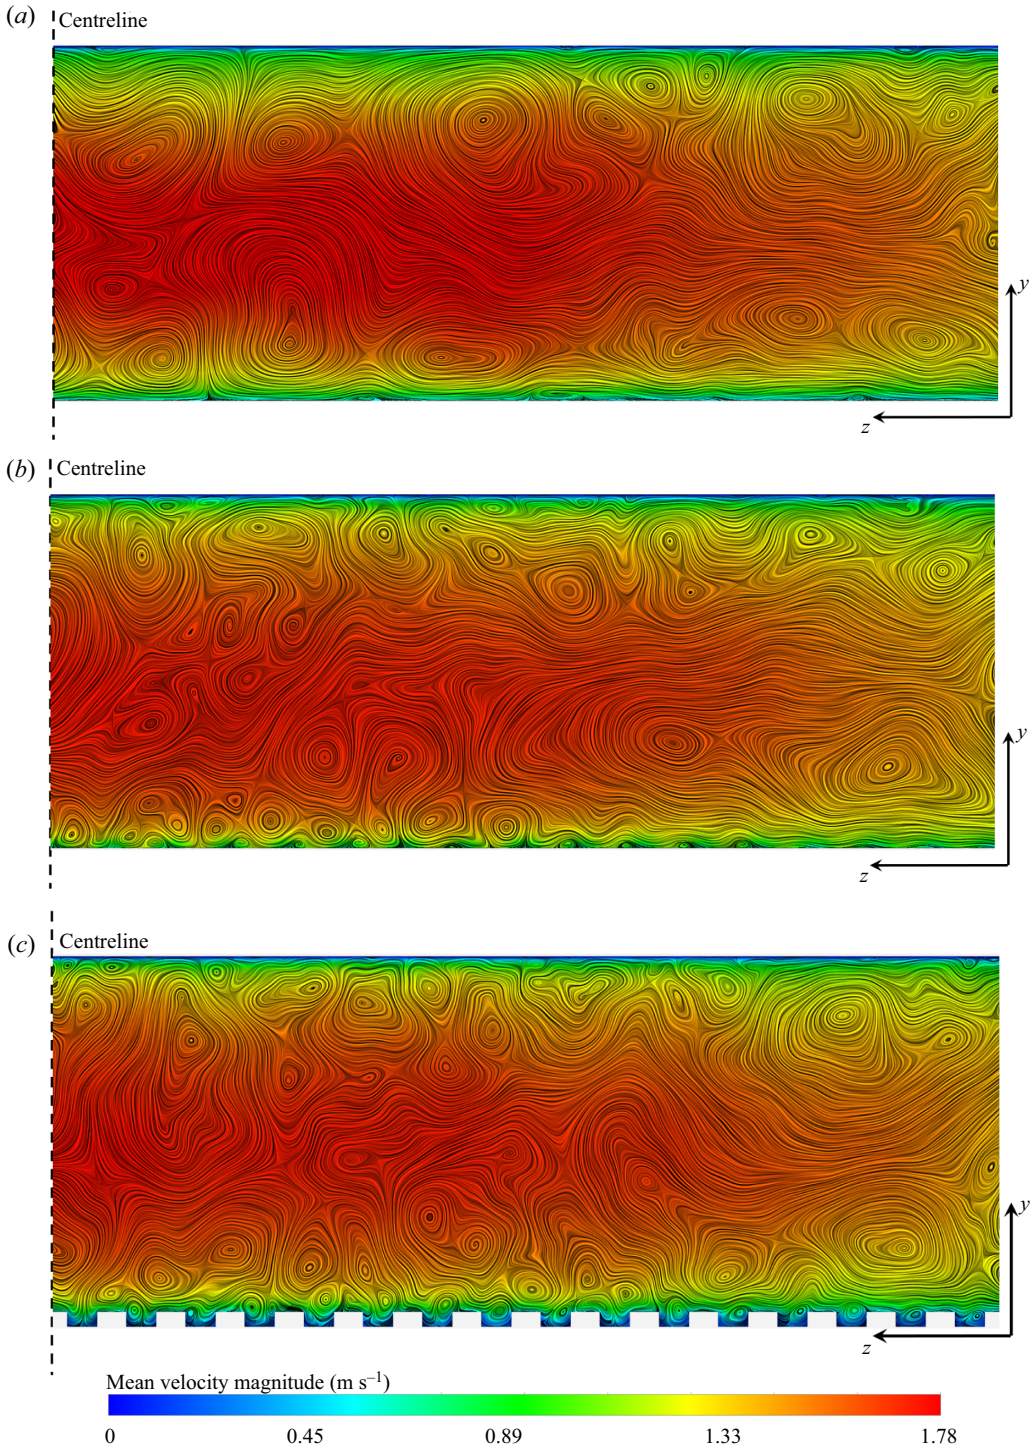 (a)
Centreline
y
z
(b)
Centreline
y
z
(c)
Centreline
y
z
Mean velocity magnitude (m s⁻¹)
0 0.45 0.89 1.33 1.78